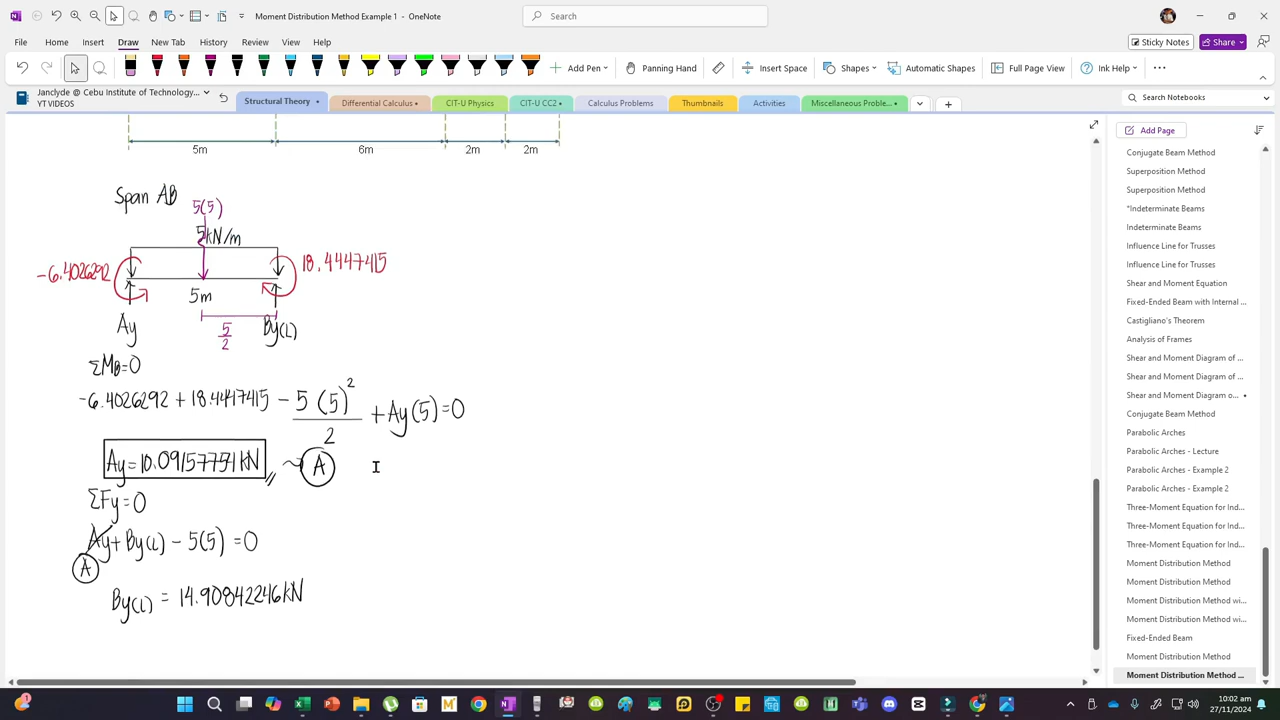 Moment Distribution Method Example 1 - OneNote
Search
File Home Insert Draw New Tab History Review View Help
Sticky Notes
Share
Add Pen
Panning Hand
Insert Space
Shapes
Automatic Shapes
Full Page View
Ink Help
Janclyde @ Cebu Institute of Technology...
YT VIDEOS
Structural Theory
Differential Calculus
CIT-U Physics
CIT-U CC2
Calculus Problems
Thumbnails
Activities
Miscellaneous Proble...
Search Notebooks
5m 6m 2m 2m
Span AB
5(5)
5kN/m
-6.4026292
18.4447415
5m
Ay
5/2
By(L)
ΣMB=0
-6.4026292 + 18.4447415 - 5(5)²/2 + Ay(5)=0
Ay=10.09157754kN A
ΣFy=0
Ay+By(L) - 5(5) =0
A
By(L) = 14.90842246kN
Add Page
Conjugate Beam Method
Superposition Method
Superposition Method
*Indeterminate Beams
Indeterminate Beams
Influence Line for Trusses
Influence Line for Trusses
Shear and Moment Equation
Fixed-Ended Beam with Internal ...
Castigliano's Theorem
Analysis of Frames
Shear and Moment Diagram of ...
Shear and Moment Diagram of ...
Shear and Moment Diagram o...
Conjugate Beam Method
Parabolic Arches
Parabolic Arches - Lecture
Parabolic Arches - Example 2
Parabolic Arches - Example 2
Three-Moment Equation for Ind...
Three-Moment Equation for Ind...
Three-Moment Equation for Ind...
Moment Distribution Method
Moment Distribution Method
Moment Distribution Method wi...
Moment Distribution Method wi...
Fixed-Ended Beam
Moment Distribution Method
Moment Distribution Method ...
10:02 am
27/11/2024